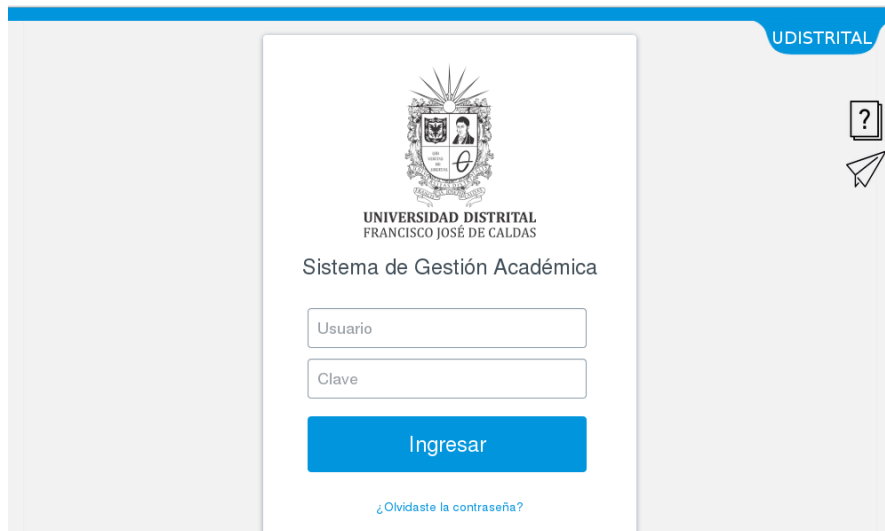 UDISTRITAL
?
UNIVERSIDAD DISTRITAL
FRANCISCO JOSÉ DE CALDAS
Sistema de Gestión Académica
Usuario
Clave
Ingresar
¿Olvidaste la contraseña?